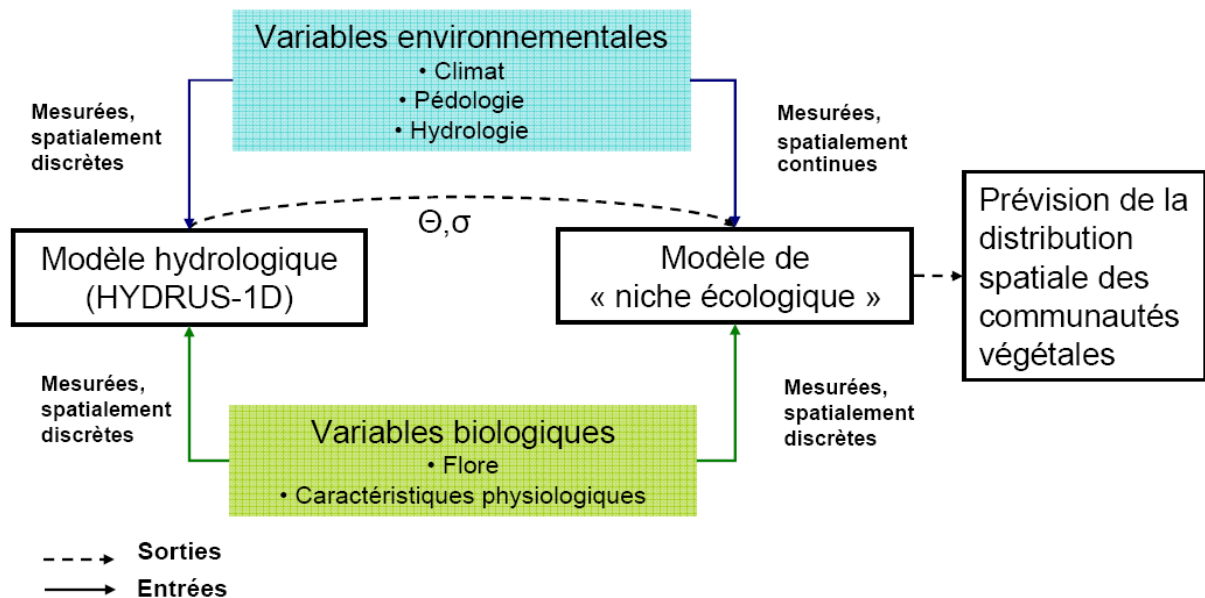 Variables environnementales
• Climat
• Pédologie
• Hydrologie
Mesurées,
spatialement
discrètes
Mesurées,
spatialement
continues
Θ,σ
Modèle hydrologique
(HYDRUS-1D)
Modèle de
« niche écologique »
Prévision de la
distribution
spatiale des
communautés
végétales
Mesurées,
spatialement
discrètes
Mesurées,
spatialement
discrètes
Variables biologiques
• Flore
• Caractéristiques physiologiques
Sorties
Entrées